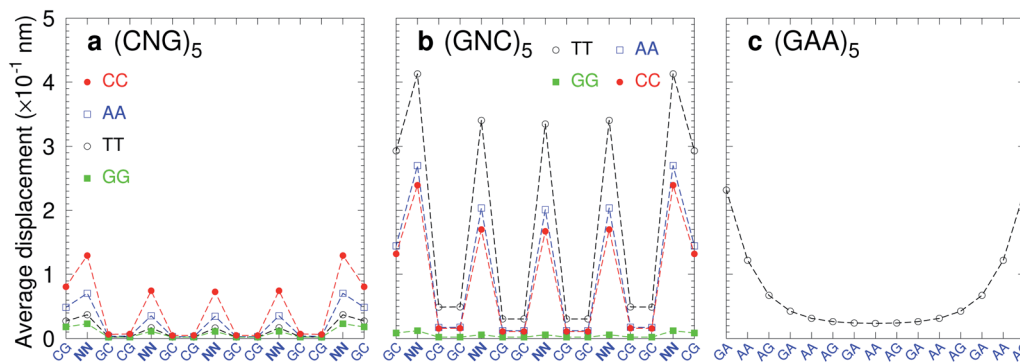 Average displacement (×10⁻¹ nm)
5
4
3
2
1
0
a (CNG)₅
CC
AA
TT
GG
CG NN GC CG NN GC CG NN GC CG NN GC CG NN GC
b (GNC)₅
TT
AA
GG
CC
GC NN CG GC NN CG GC NN CG GC NN CG GC NN CG
c (GAA)₅
GA AA AG GA AA AG GA AA AG GA AA AG GA AA